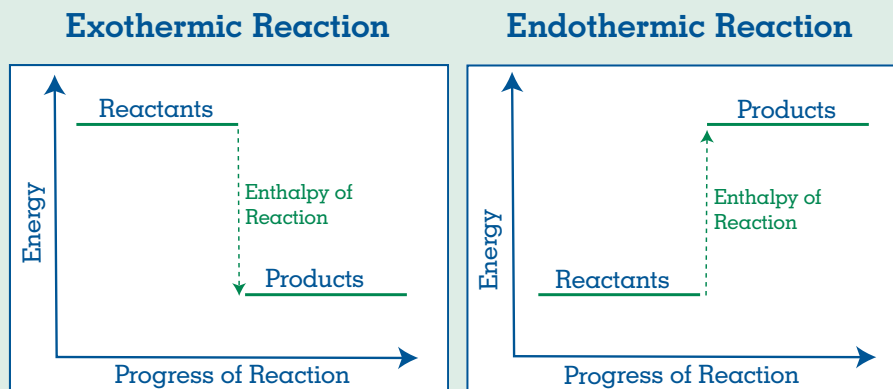 Exothermic Reaction
Energy
Reactants
Enthalpy of
Reaction
Products
Progress of Reaction
Endothermic Reaction
Energy
Products
Enthalpy of
Reaction
Reactants
Progress of Reaction